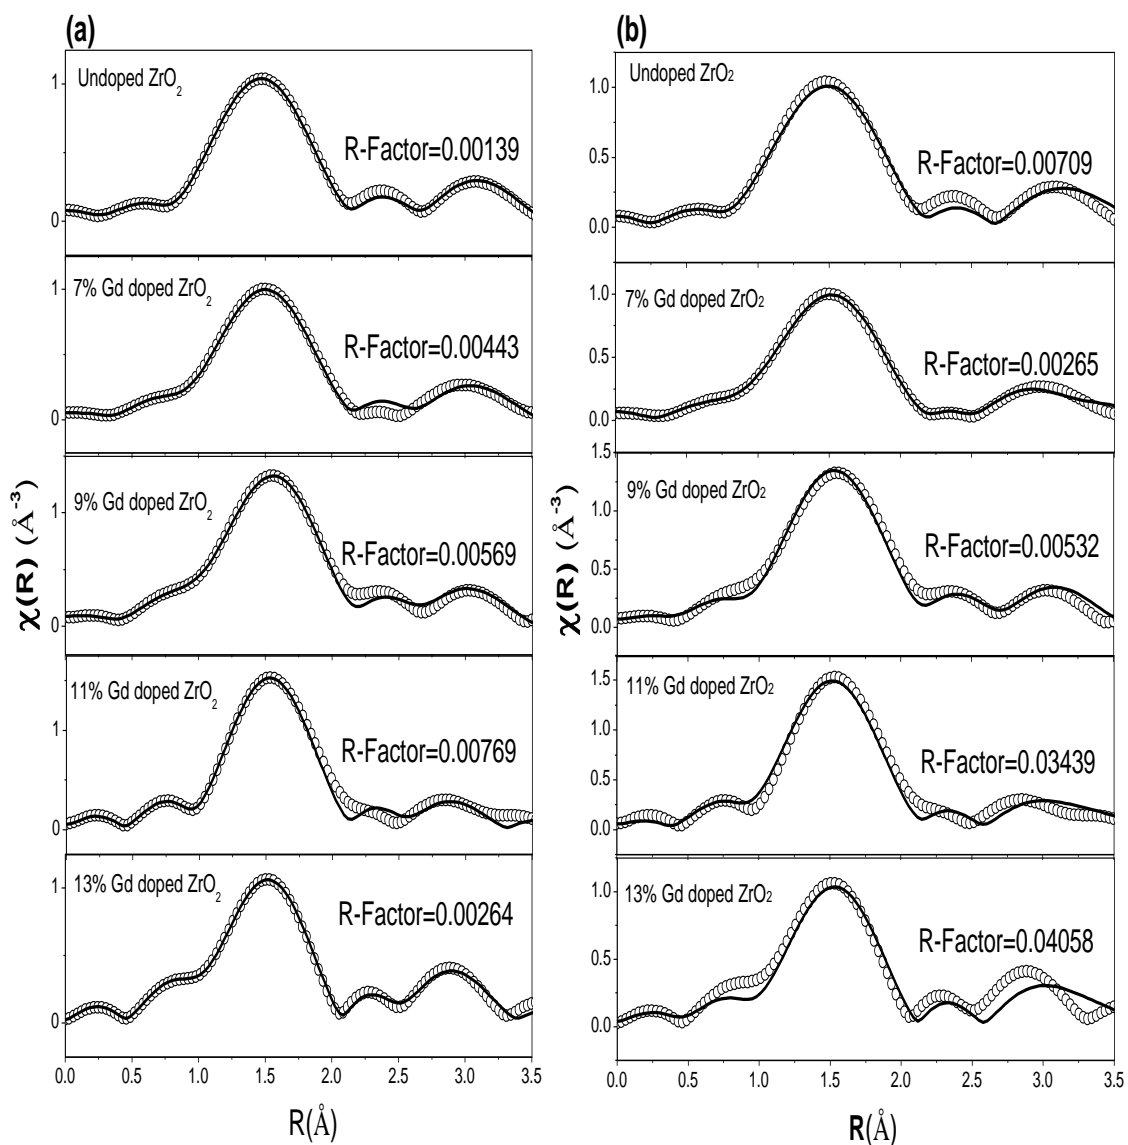 (a)
Undoped ZrO2
R-Factor=0.00139
1
0
7% Gd doped ZrO2
R-Factor=0.00443
1
0
9% Gd doped ZrO2
R-Factor=0.00569
1
0
11% Gd doped ZrO2
R-Factor=0.00769
1
0
13% Gd doped ZrO2
R-Factor=0.00264
1
0
0.0 0.5 1.0 1.5 2.0 2.5 3.0 3.5
χ(R) (Å-3)
R(Å)
(b)
Undoped ZrO2
R-Factor=0.00709
1.0
0.5
0.0
7% Gd doped ZrO2
R-Factor=0.00265
1.0
0.5
0.0
9% Gd doped ZrO2
R-Factor=0.00532
1.5
1.0
0.5
0.0
11% Gd doped ZrO2
R-Factor=0.03439
1.5
1.0
0.5
0.0
13% Gd doped ZrO2
R-Factor=0.04058
1.0
0.5
0.0
0.0 0.5 1.0 1.5 2.0 2.5 3.0 3.5
χ(R) (Å-3)
R(Å)